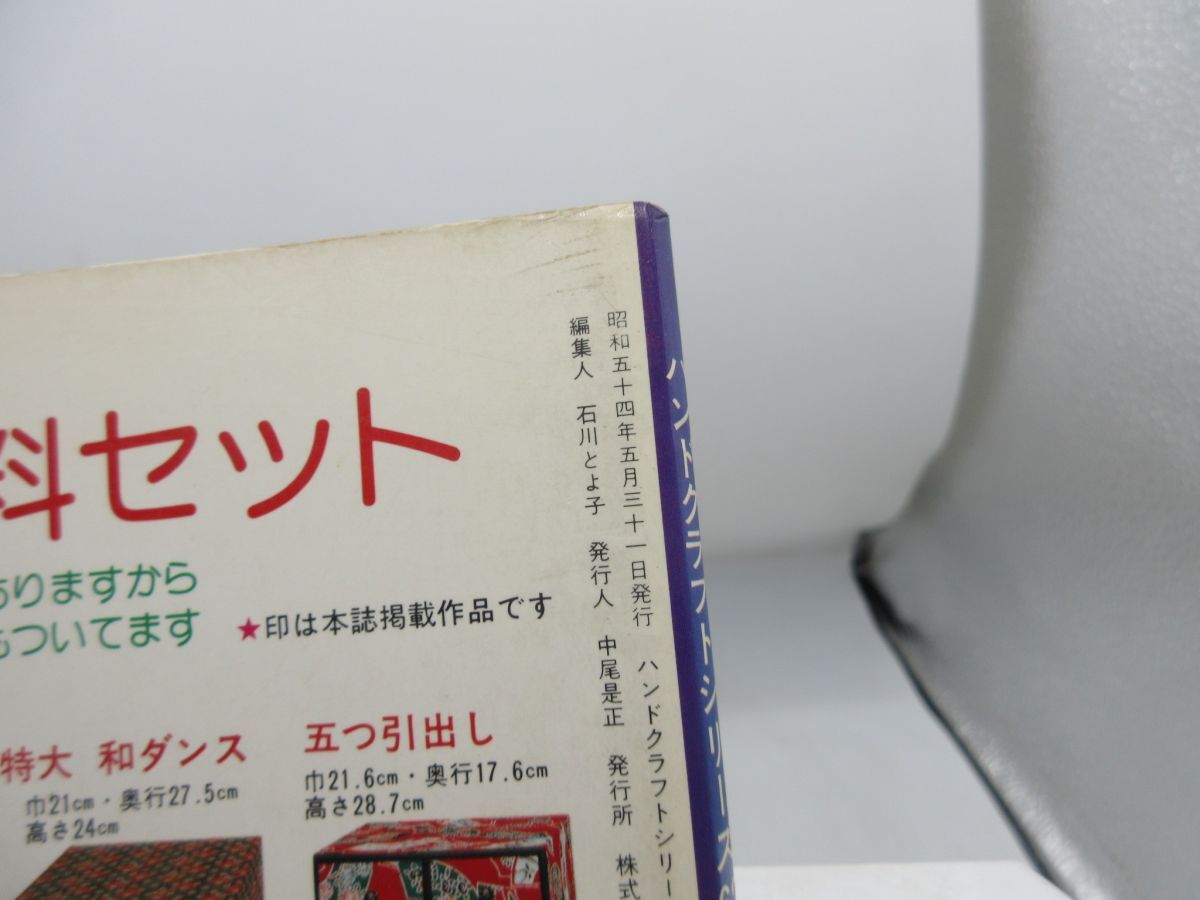 料セット
ありますから
もついてます
★印は本誌掲載作品です
特大 和ダンス
巾21cm・奥行27.5cm
高さ24cm
五つ引出し
巾21.6cm・奥行17.6cm
高さ28.7cm
昭和五十四年五月三十一日発行 ハンドクラフトシリー
編集人 石川とよ子 発行人 中尾是正 発行所 株式
ハンドクラフトシリーズ